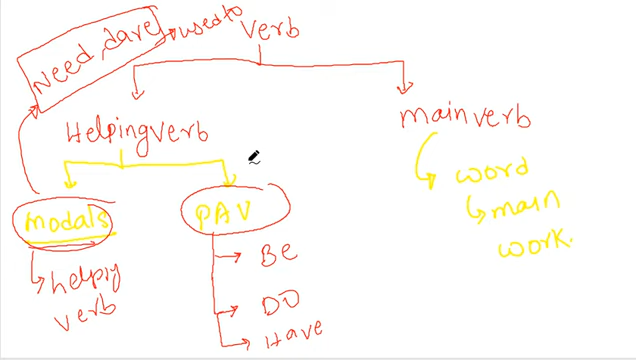 Need, dare
used to
Verb
Helping verb
main verb
word
main
work.
modals
PAV
helping
verb
Be
DO
Have